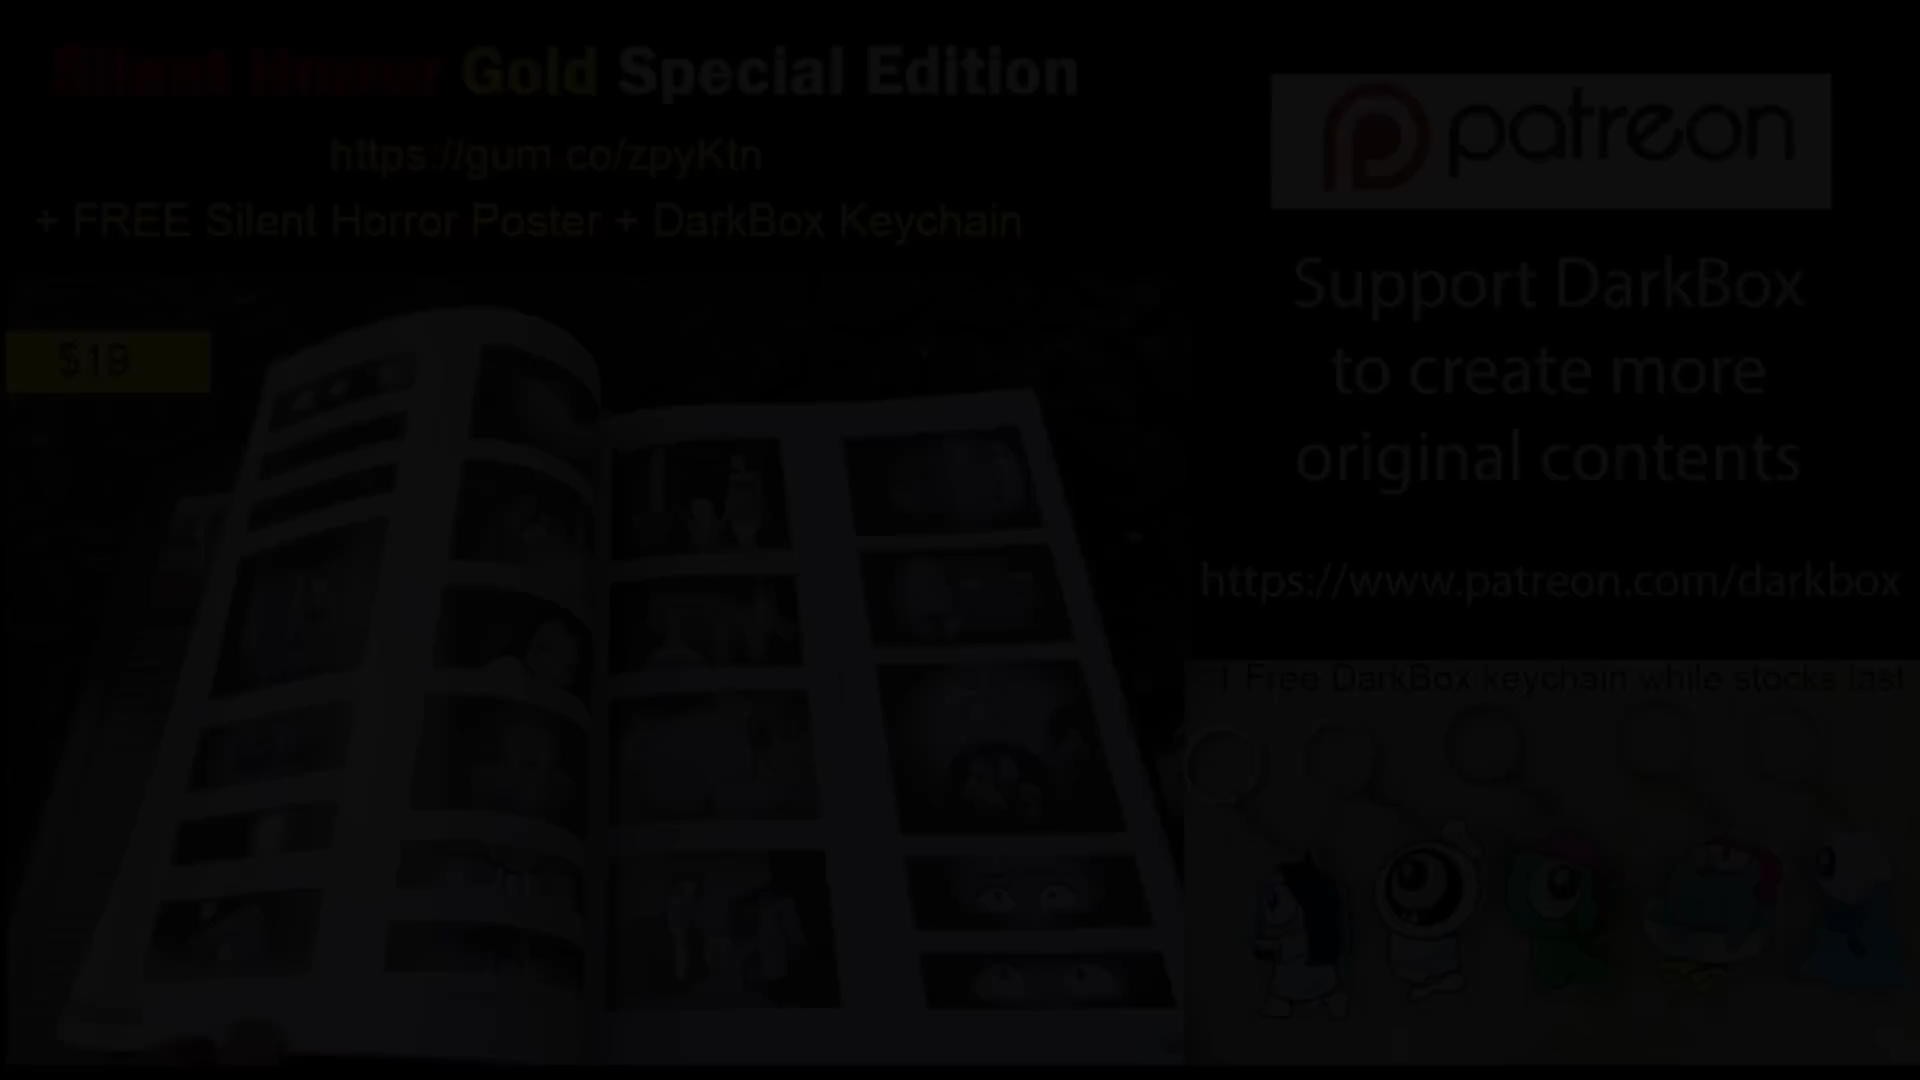 Silent Horror Gold Special Edition
https://gum.co/zpyKtn
+ FREE Silent Horror Poster + DarkBox Keychain
$19
patreon
Support DarkBox
to create more
original contents
https://www.patreon.com/darkbox
1 Free DarkBox keychain while stocks last